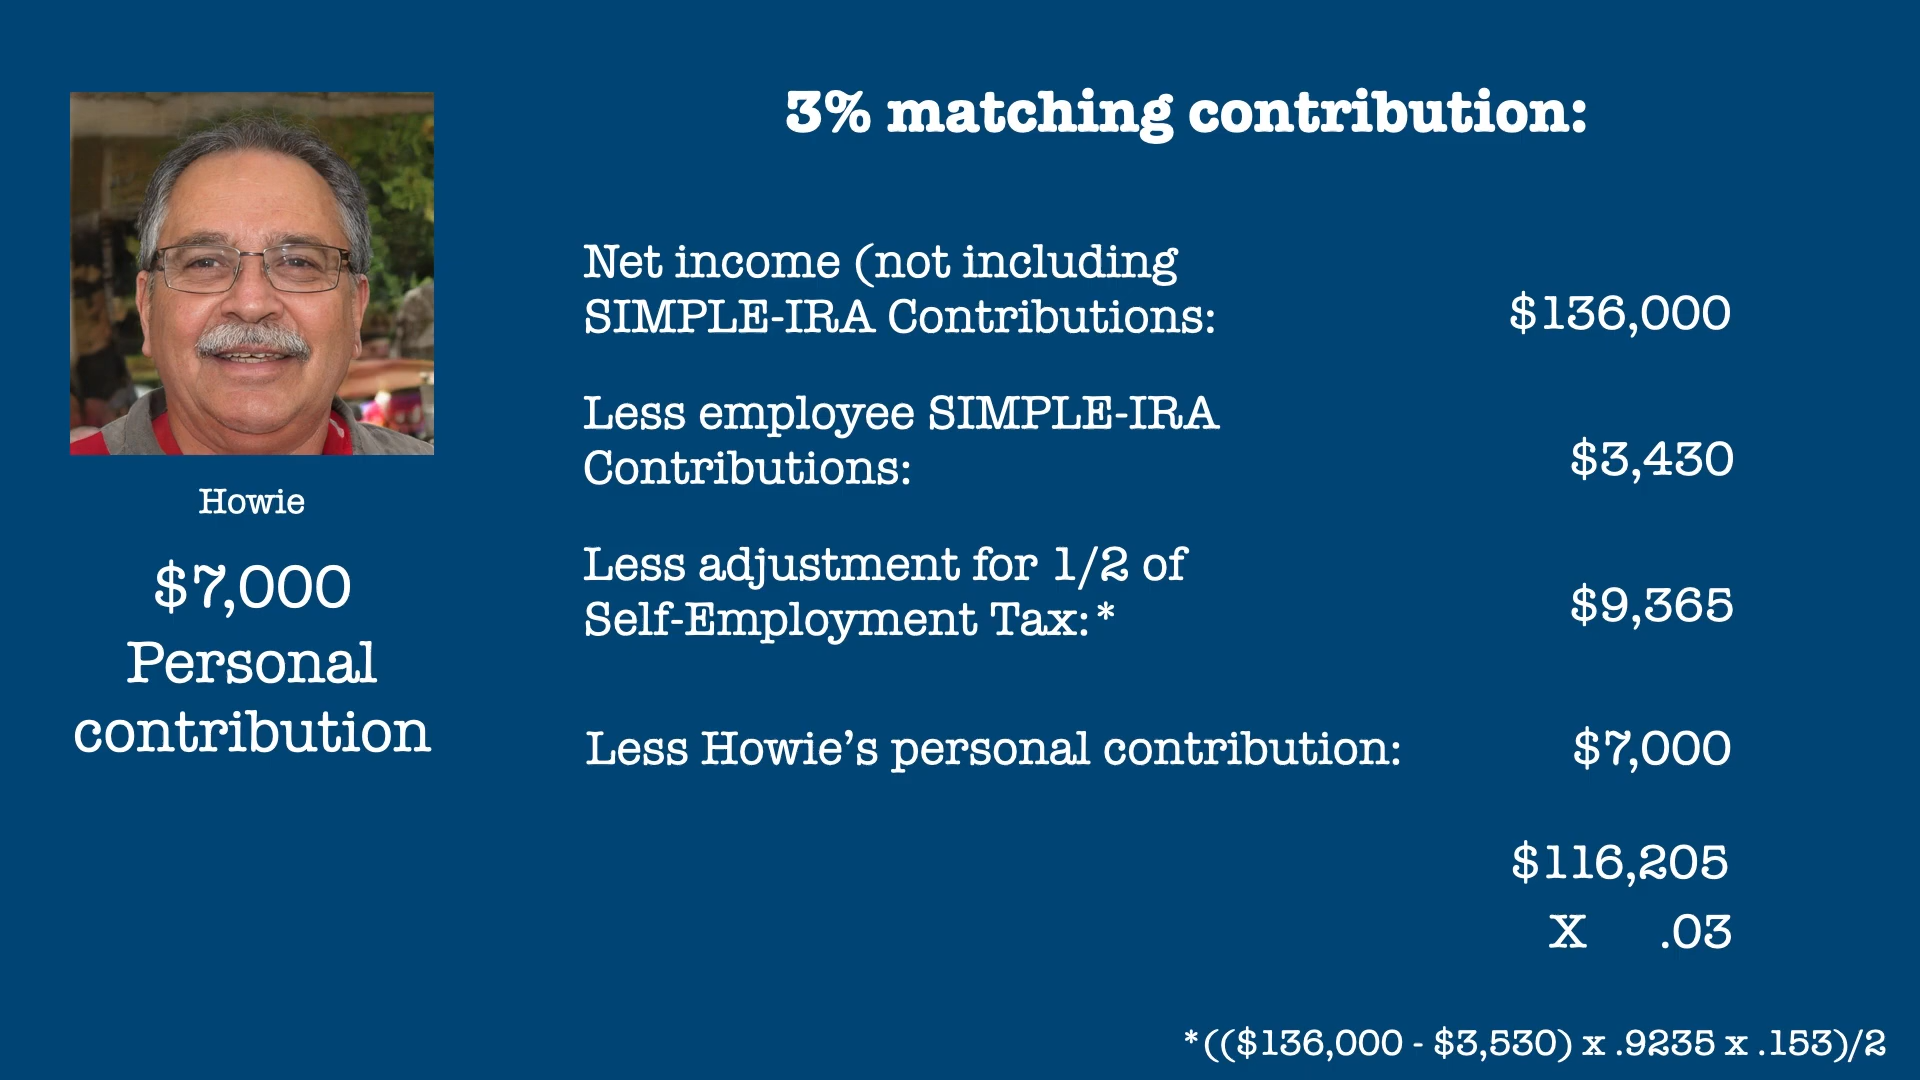 3% matching contribution:
Net income (not including
SIMPLE-IRA Contributions:
$136,000
Less employee SIMPLE-IRA
Contributions:
$3,430
Howie
$7,000
Personal
contribution
Less adjustment for 1/2 of
Self-Employment Tax:*
$9,365
Less Howie’s personal contribution:
$7,000
$116,205
X .03
*(($136,000 - $3,530) x .9235 x .153)/2